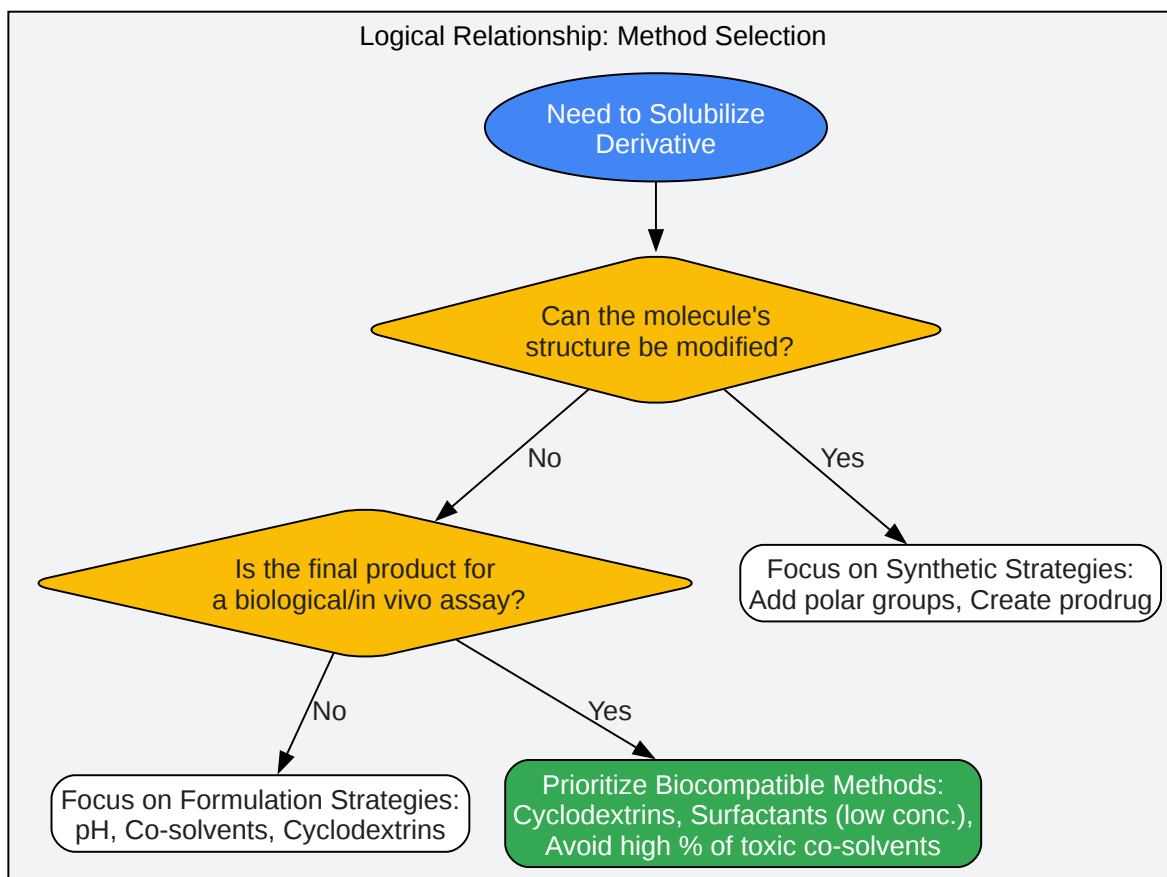 Logical Relationship: Method Selection
Need to Solubilize
Derivative
Can the molecule's
structure be modified?
No
Yes
Is the final product for
a biological/in vivo assay?
Focus on Synthetic Strategies:
Add polar groups, Create prodrug
No
Yes
Focus on Formulation Strategies:
pH, Co-solvents, Cyclodextrins
Prioritize Biocompatible Methods:
Cyclodextrins, Surfactants (low conc.),
Avoid high % of toxic co-solvents